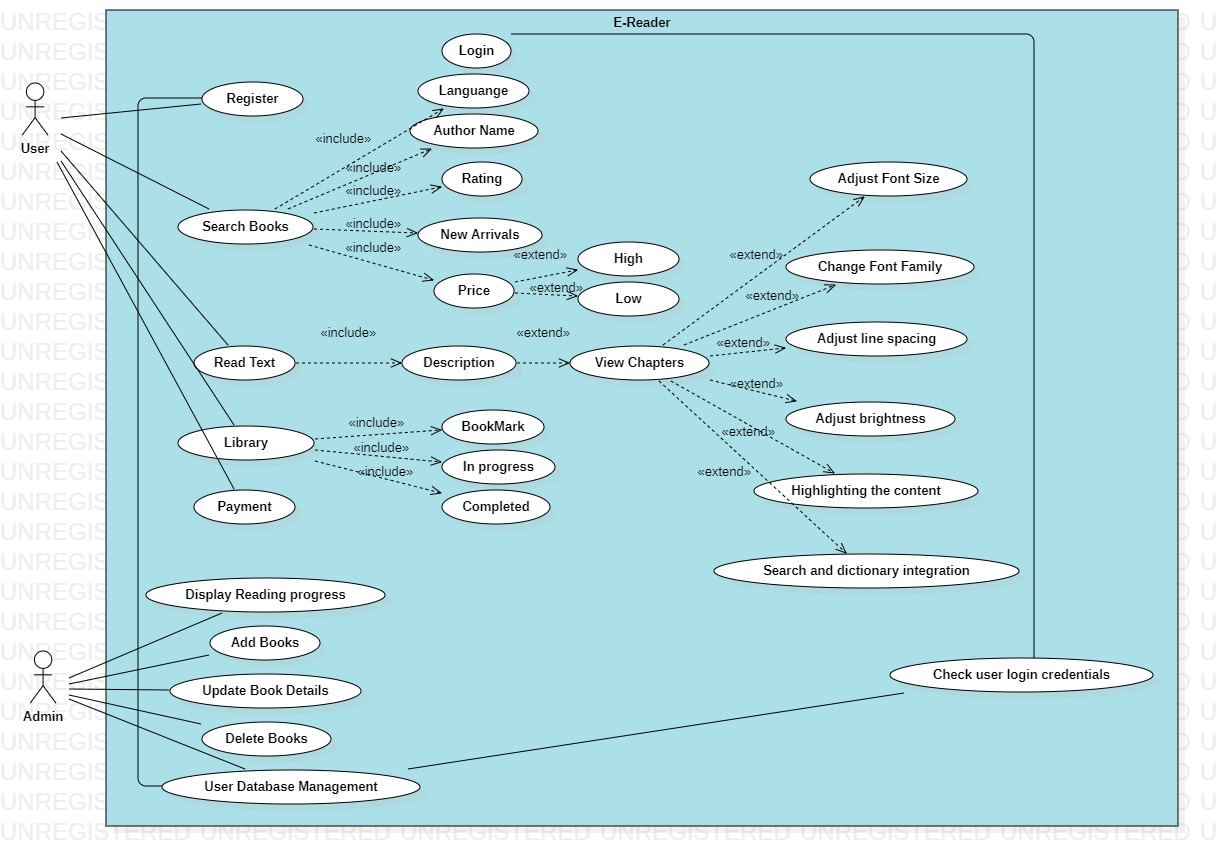 E-Reader
Login
Register
Languange
Author Name
User
«include»
«include»
«include»
Rating
Adjust Font Size
Search Books
«include»
«include»
New Arrivals
«extend»
High
«extend»
Change Font Family
Price
«extend»
Low
«extend»
«include»
«extend»
«extend»
Adjust line spacing
Read Text
Description
View Chapters
«extend»
Adjust brightness
«include»
BookMark
«extend»
Library
«include»
In progress
«include»
«extend»
Highlighting the content
Payment
Completed
Search and dictionary integration
Display Reading progress
Add Books
Check user login credentials
Update Book Details
Admin
Delete Books
User Database Management
UNREGISTERED UNREGISTERED UNREGISTERED UNREGISTERED UNREGISTERED UNREGISTERED U